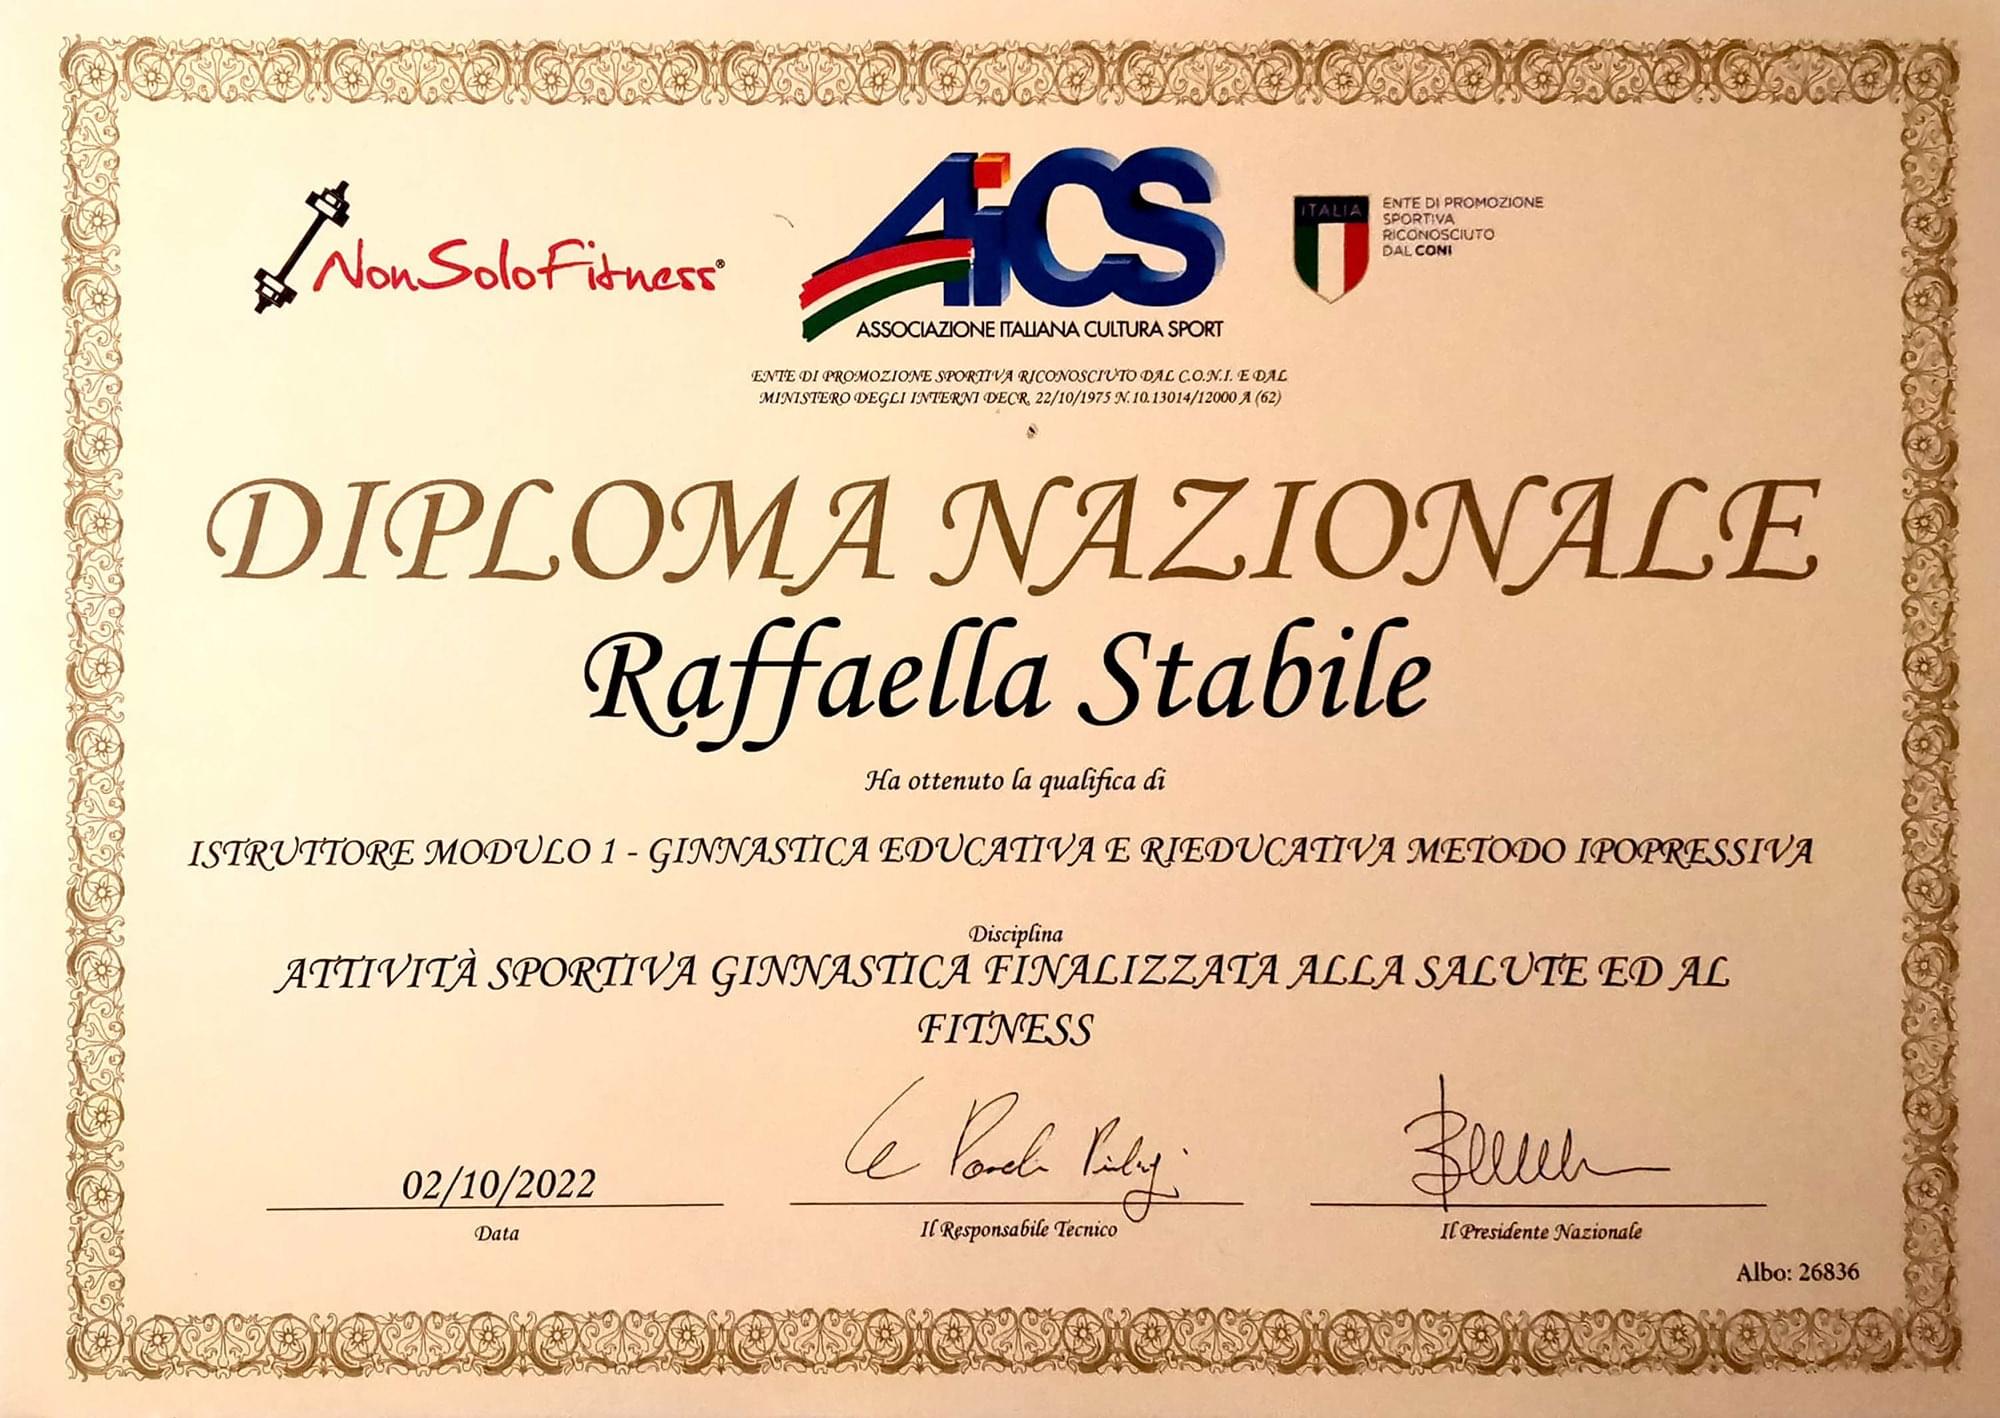 NonSoloFitness®
AiCS
ASSOCIAZIONE ITALIANA CULTURA SPORT
ITALIA
ENTE DI PROMOZIONE
SPORTIVA
RICONOSCIUTO
DAL CONI
ENTE DI PROMOZIONE SPORTIVA RICONOSCIUTO DAL C.O.N.I. E DAL
MINISTERO DEGLI INTERNI DECR. 22/10/1975 N.10.13014/12000 A (62)
DIPLOMA NAZIONALE
Raffaella Stabile
Ha ottenuto la qualifica di
ISTRUTTORE MODULO 1 - GINNASTICA EDUCATIVA E RIEDUCATIVA METODO IPOPRESSIVA
Disciplina
ATTIVITÀ SPORTIVA GINNASTICA FINALIZZATA ALLA SALUTE ED AL
FITNESS
02/10/2022
Data
Il Responsabile Tecnico
Il Presidente Nazionale
Albo: 26836